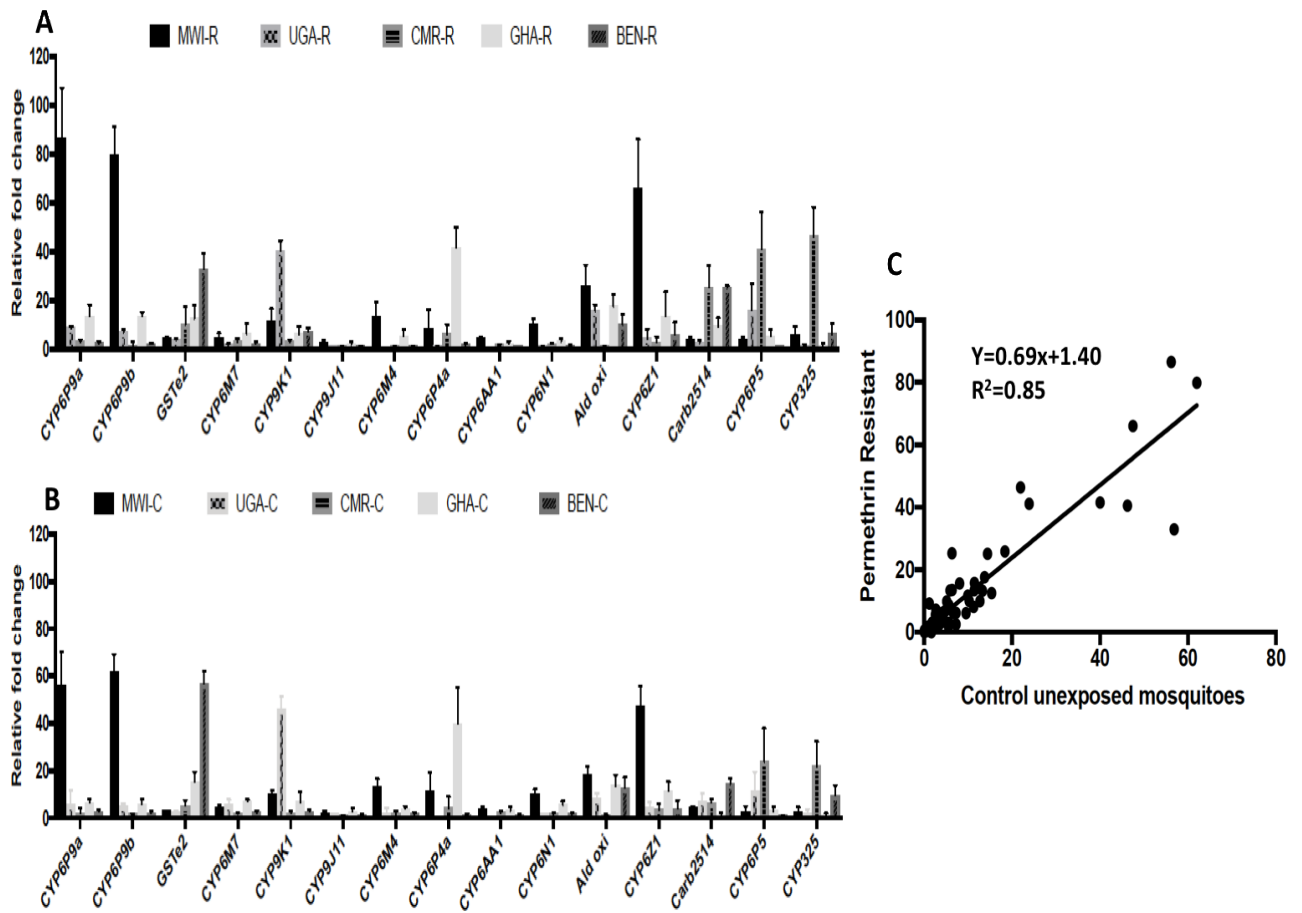 A
MWI-R UGA-R CMR-R GHA-R BEN-R
Relative fold change
120
100
80
60
40
20
0
CYP6P9a CYP6P9b GSTe2 CYP6M7 CYP9K1 CYP9J11 CYP6M4 CYP6P4a CYP6AA1 CYP6N1 Ald oxi CYP6Z1 Carb2514 CYP6P5 CYP325
B
MWI-C UGA-C CMR-C GHA-C BEN-C
Relative fold change
120
100
80
60
40
20
0
CYP6P9a CYP6P9b GSTe2 CYP6M7 CYP9K1 CYP9J11 CYP6M4 CYP6P4a CYP6AA1 CYP6N1 Ald oxi CYP6Z1 Carb2514 CYP6P5 CYP325
C
Y=0.69x+1.40
R²=0.85
Permethrin Resistant
100
80
60
40
20
0
0 20 40 60 80
Control unexposed mosquitoes